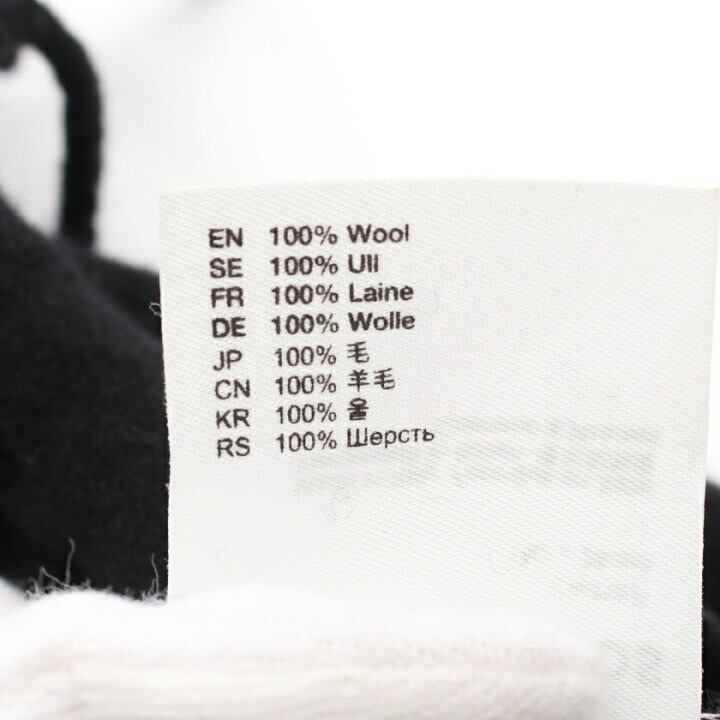 EN 100% Wool
SE 100% Ull
FR 100% Laine
DE 100% Wolle
JP 100% 毛
CN 100% 羊毛
KR 100% 울
RS 100% Шерсть